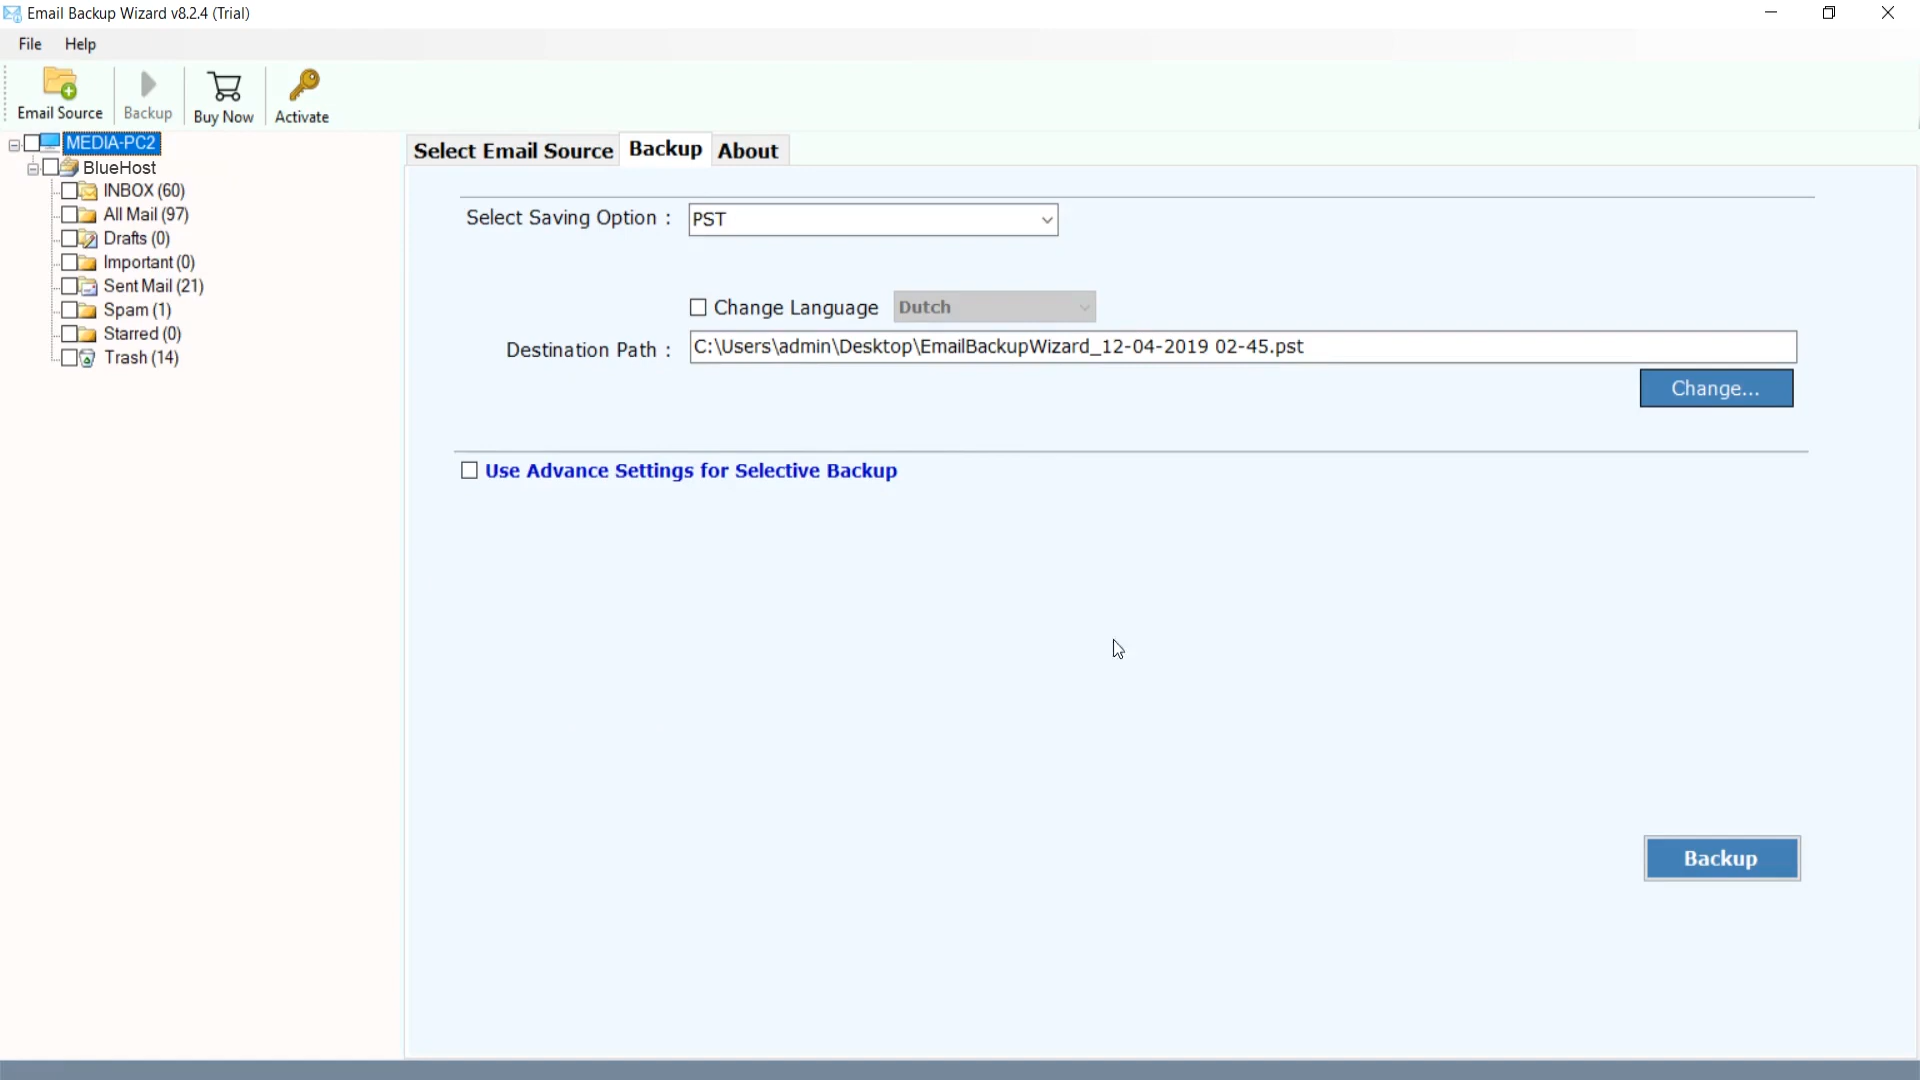 Email Backup Wizard v8.2.4 (Trial)
File Help
Email Source Backup Buy Now Activate
MEDIA-PC2
BlueHost
INBOX (60)
All Mail (97)
Drafts (0)
Important (0)
Sent Mail (21)
Spam (1)
Starred (0)
Trash (14)
Select Email Source Backup About
Select Saving Option : PST
Change Language Dutch
Destination Path : C:\Users\admin\Desktop\EmailBackupWizard_12-04-2019 02-45.pst
Change...
Use Advance Settings for Selective Backup
Backup